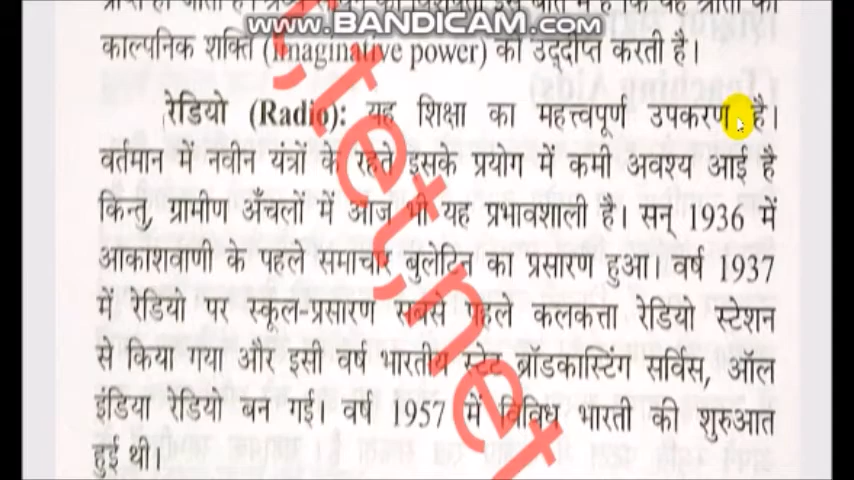 WWW.BANDICAM.COM
काल्पनिक शक्ति (Imaginative power) को उद्दीप्त करती है।
रेडियो (Radio): यह शिक्षा का महत्त्वपूर्ण उपकरण है।
वर्तमान में नवीन यंत्रों के रहते इसके प्रयोग में कमी अवश्य आई है
किन्तु, ग्रामीण अँचलों में आज भी यह प्रभावशाली है। सन् 1936 में
आकाशवाणी के पहले समाचार बुलेटिन का प्रसारण हुआ। वर्ष 1937
में रेडियो पर स्कूल-प्रसारण सबसे पहले कलकत्ता रेडियो स्टेशन
से किया गया और इसी वर्ष भारतीय स्टेट ब्रॉडकास्टिंग सर्विस, ऑल
इंडिया रेडियो बन गई। वर्ष 1957 में विविध भारती की शुरुआत
हुई थी।
tet,net